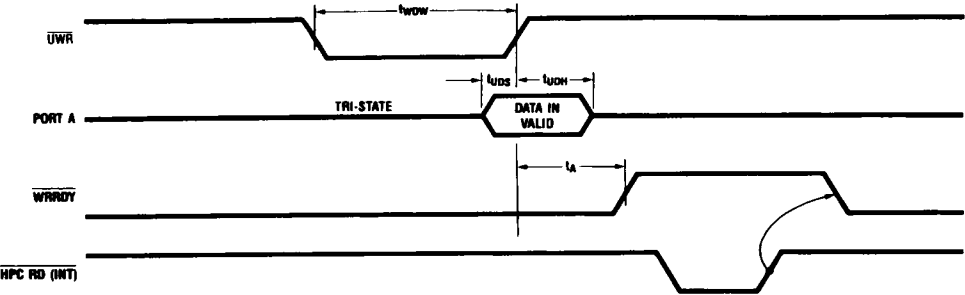 tWDW
UWR
tUDS
tUDH
TRI-STATE
DATA IN
VALID
PORT A
tA
WRRDY
HPC RD (INT)